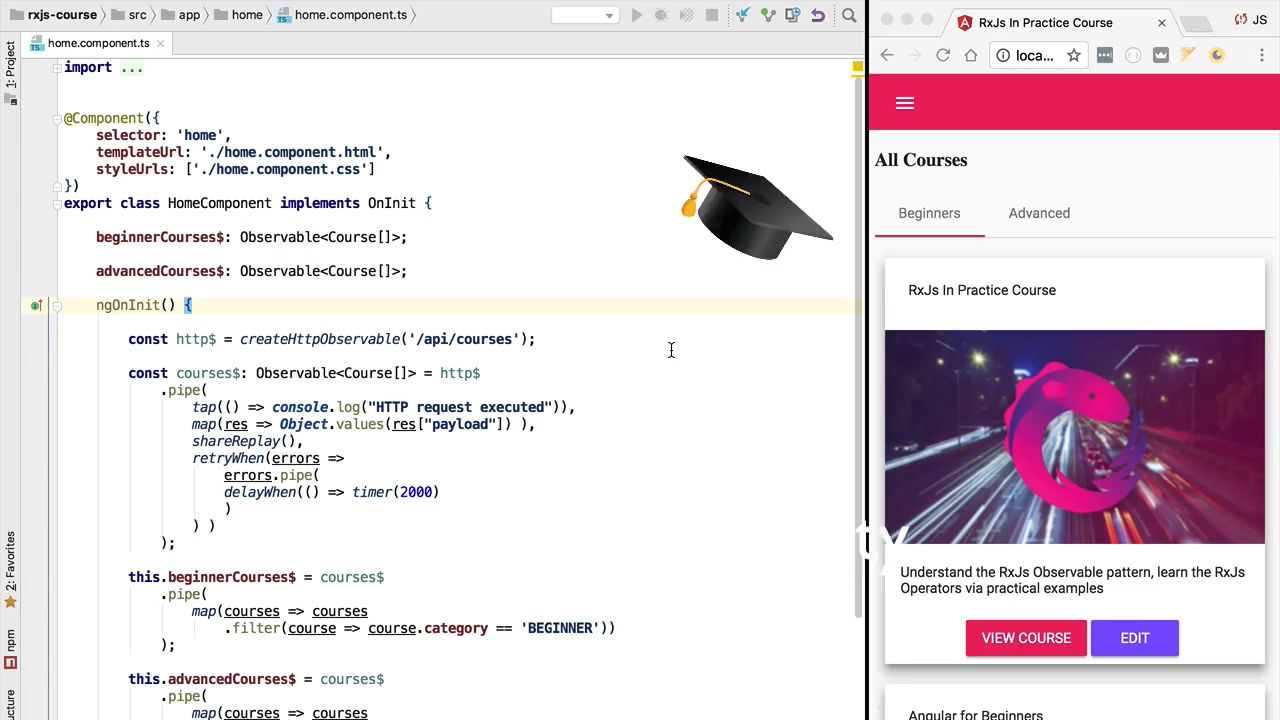 rxjs-course
src
app
home
home.component.ts
home.component.ts
1: Project
2: Favorites
npm
ucture
import ...
@Component({
selector: 'home',
templateUrl: './home.component.html',
styleUrls: ['./home.component.css']
})
export class HomeComponent implements OnInit {
beginnerCourses$: Observable<Course[]>;
advancedCourses$: Observable<Course[]>;
ngOnInit() {
const http$ = createHttpObservable('/api/courses');
const courses$: Observable<Course[]> = http$
.pipe(
tap(() => console.log("HTTP request executed")),
map(res => Object.values(res["payload"]) ),
shareReplay(),
retryWhen(errors =>
errors.pipe(
delayWhen(() => timer(2000)
)
) )
);
this.beginnerCourses$ = courses$
.pipe(
map(courses => courses
.filter(course => course.category == 'BEGINNER'))
);
this.advancedCourses$ = courses$
.pipe(
map(courses => courses
RxJs In Practice Course
JS
loca...
All Courses
Beginners
Advanced
RxJs In Practice Course
ty
Understand the RxJs Observable pattern, learn the RxJs
Operators via practical examples
VIEW COURSE
EDIT
Angular for Beginners